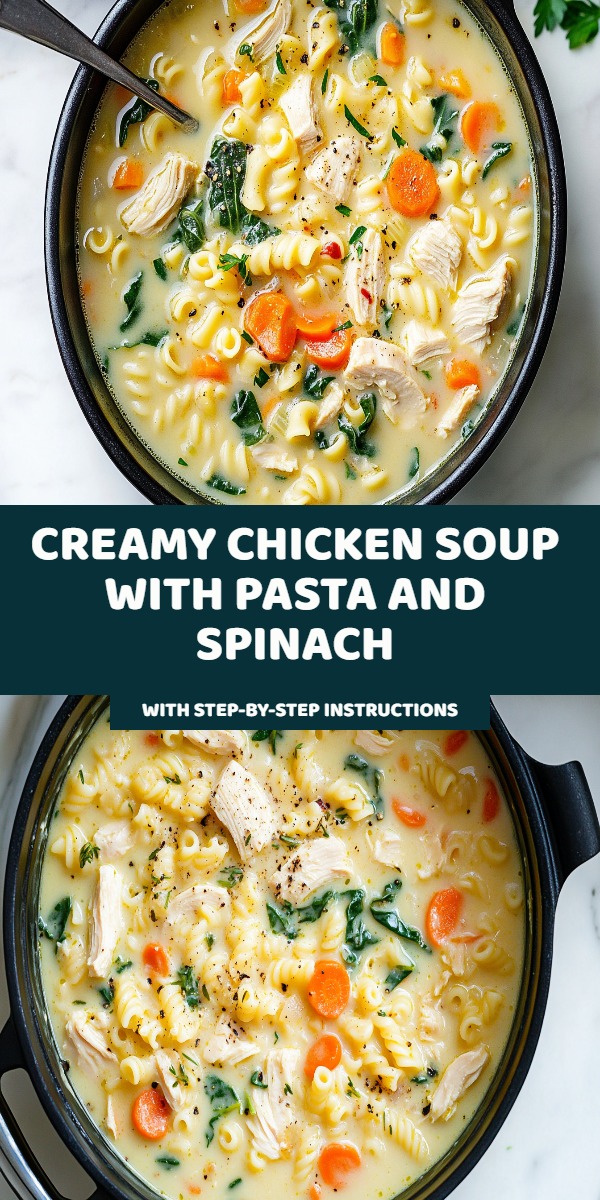 CREAMY CHICKEN SOUP
WITH PASTA AND
SPINACH
WITH STEP-BY-STEP INSTRUCTIONS